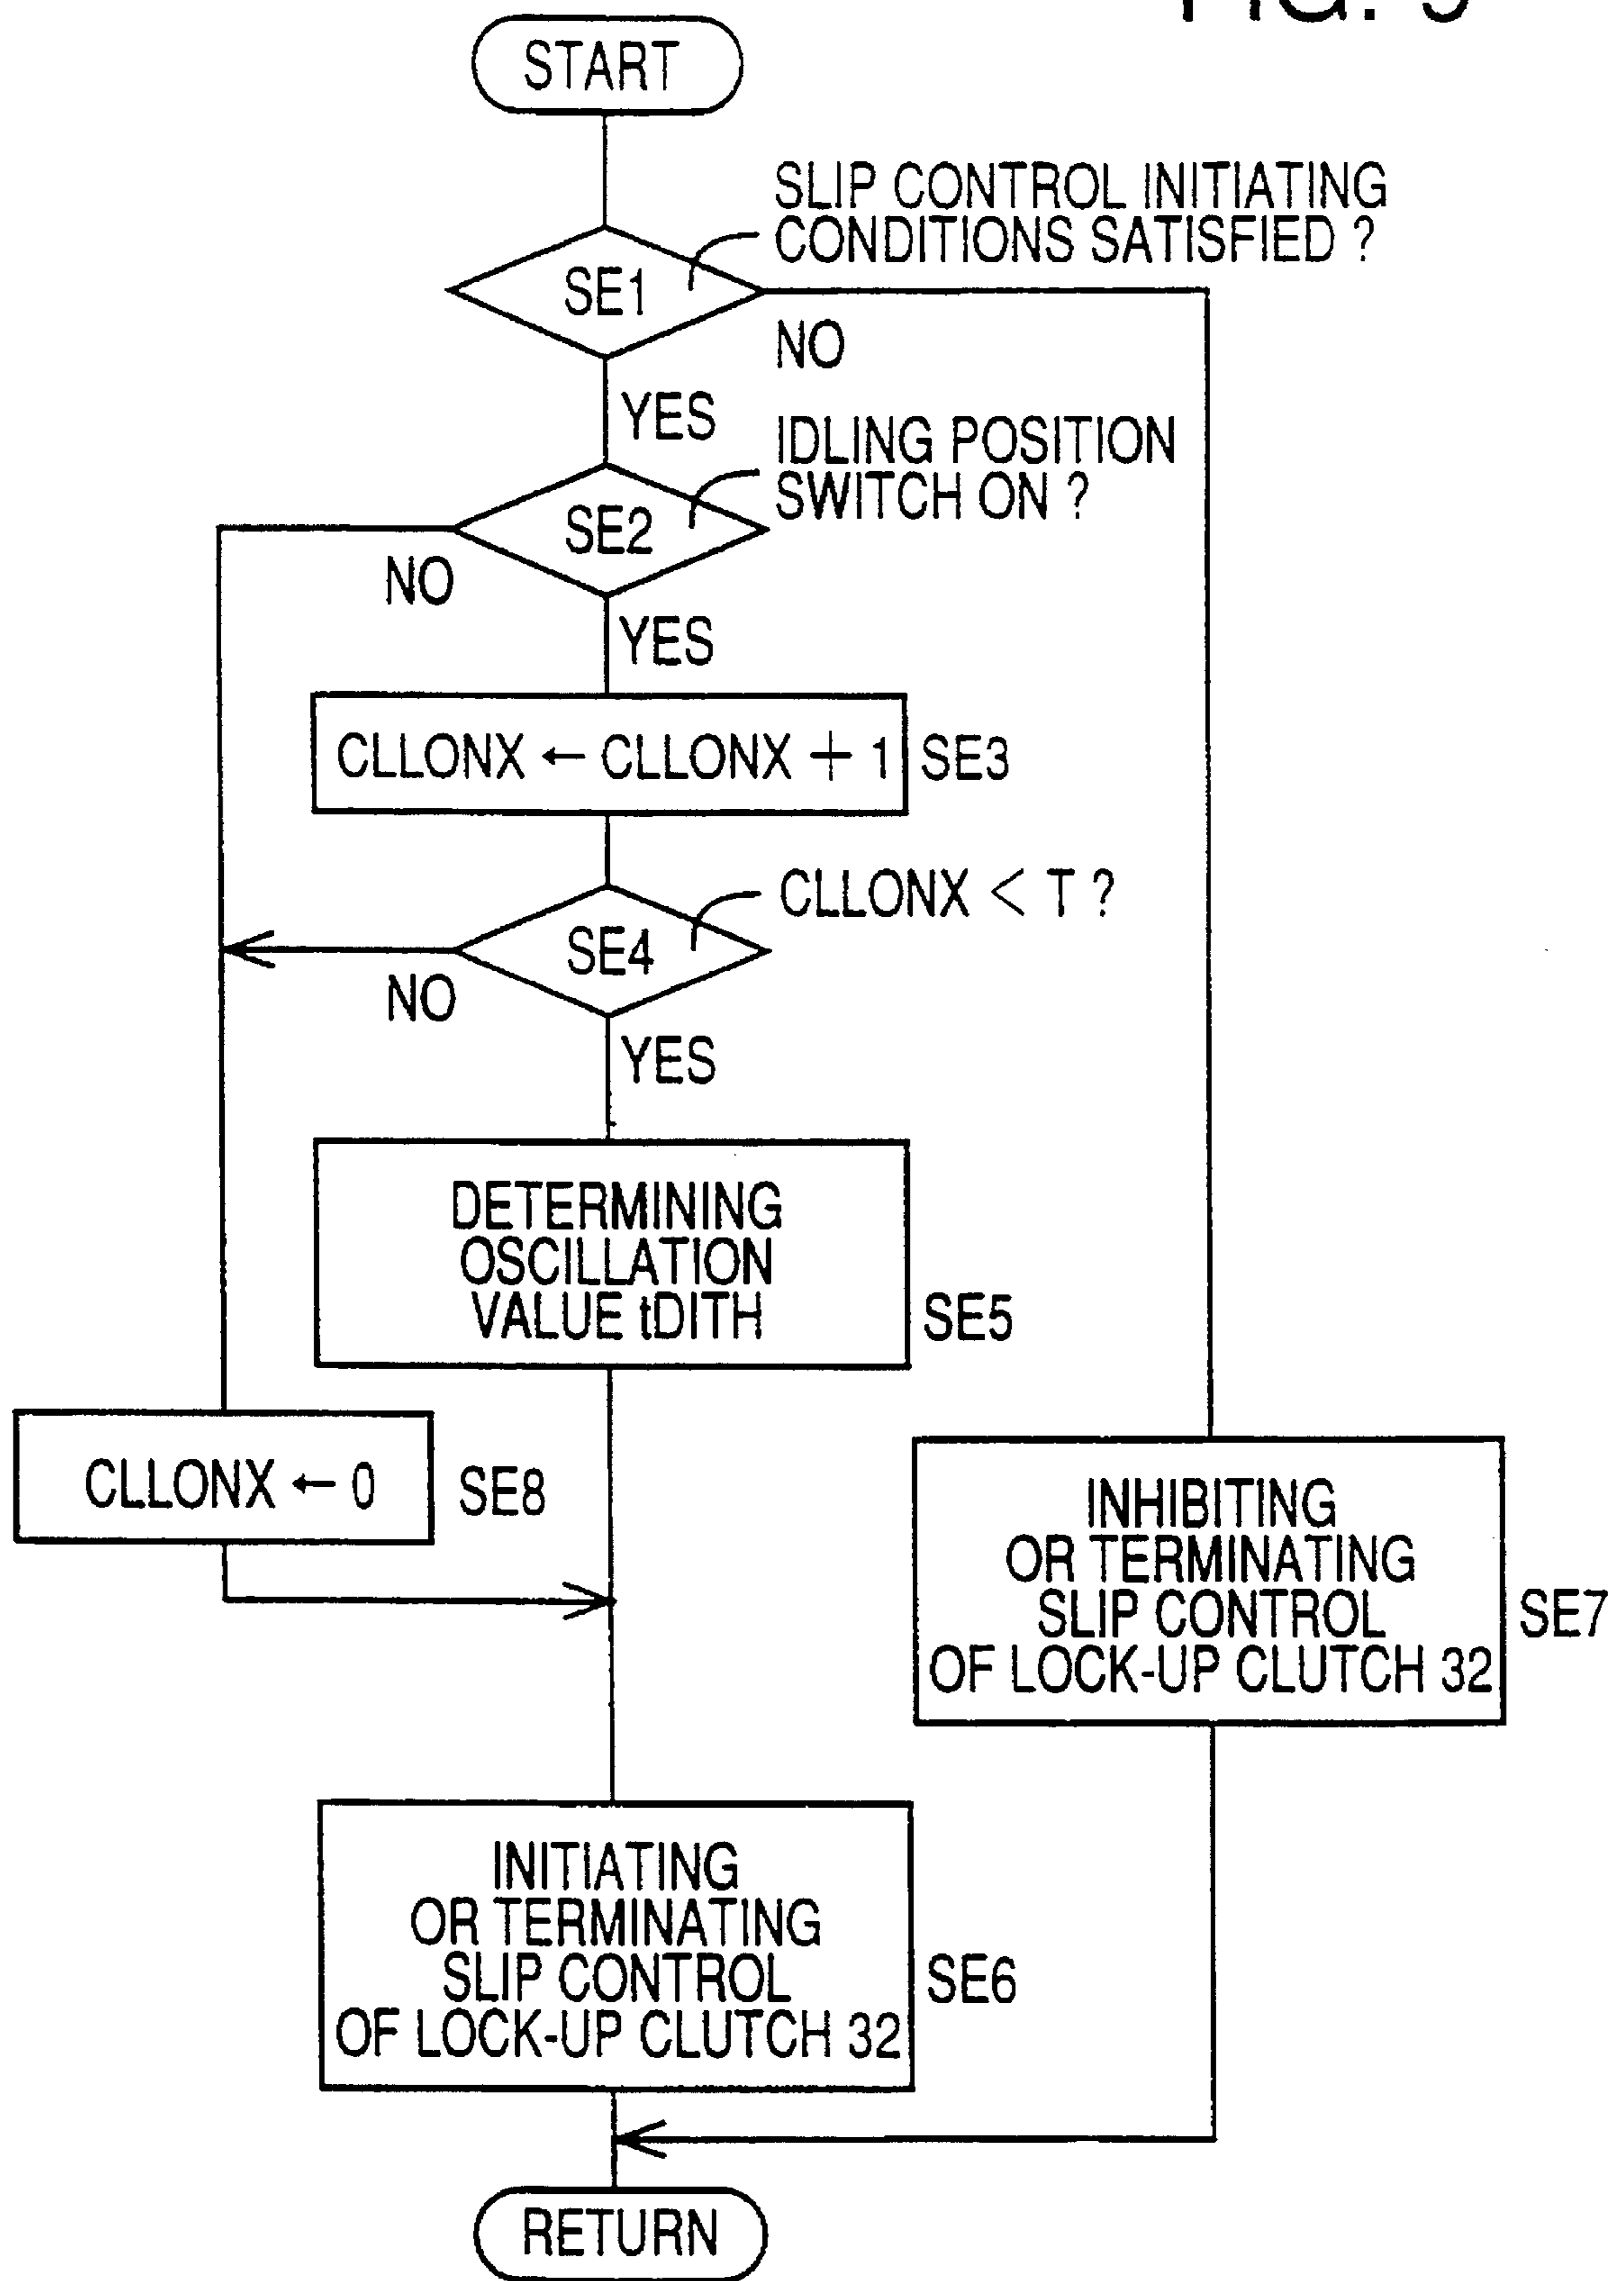 START
SLIP CONTROL INITIATING
CONDITIONS SATISFIED ?
SE1
NO
YES
IDLING POSITION
SWITCH ON ?
SE2
NO
YES
CLLONX ← CLLONX + 1
SE3
CLLONX < T ?
SE4
NO
YES
DETERMINING
OSCILLATION
VALUE tDITH
SE5
CLLONX ← 0
SE8
INHIBITING
OR TERMINATING
SLIP CONTROL
OF LOCK-UP CLUTCH 32
SE7
INITIATING
OR TERMINATING
SLIP CONTROL
OF LOCK-UP CLUTCH 32
SE6
RETURN